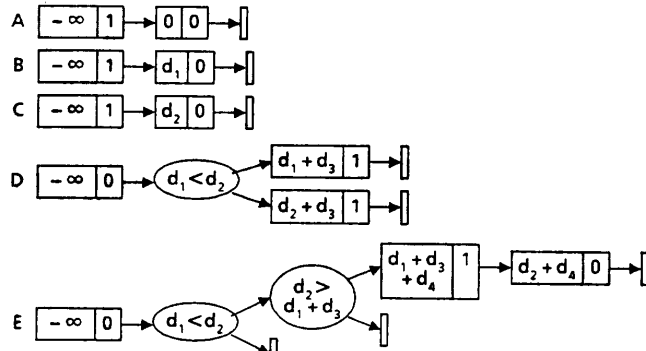 A -∞ 1 0 0
B -∞ 1 d₁ 0
C -∞ 1 d₂ 0
D -∞ 0 d₁<d₂ d₁+d₃ 1
d₂+d₃ 1
E -∞ 0 d₁<d₂ d₂> d₁+d₃ d₁+d₃ +d₄ 1 d₂+d₄ 0